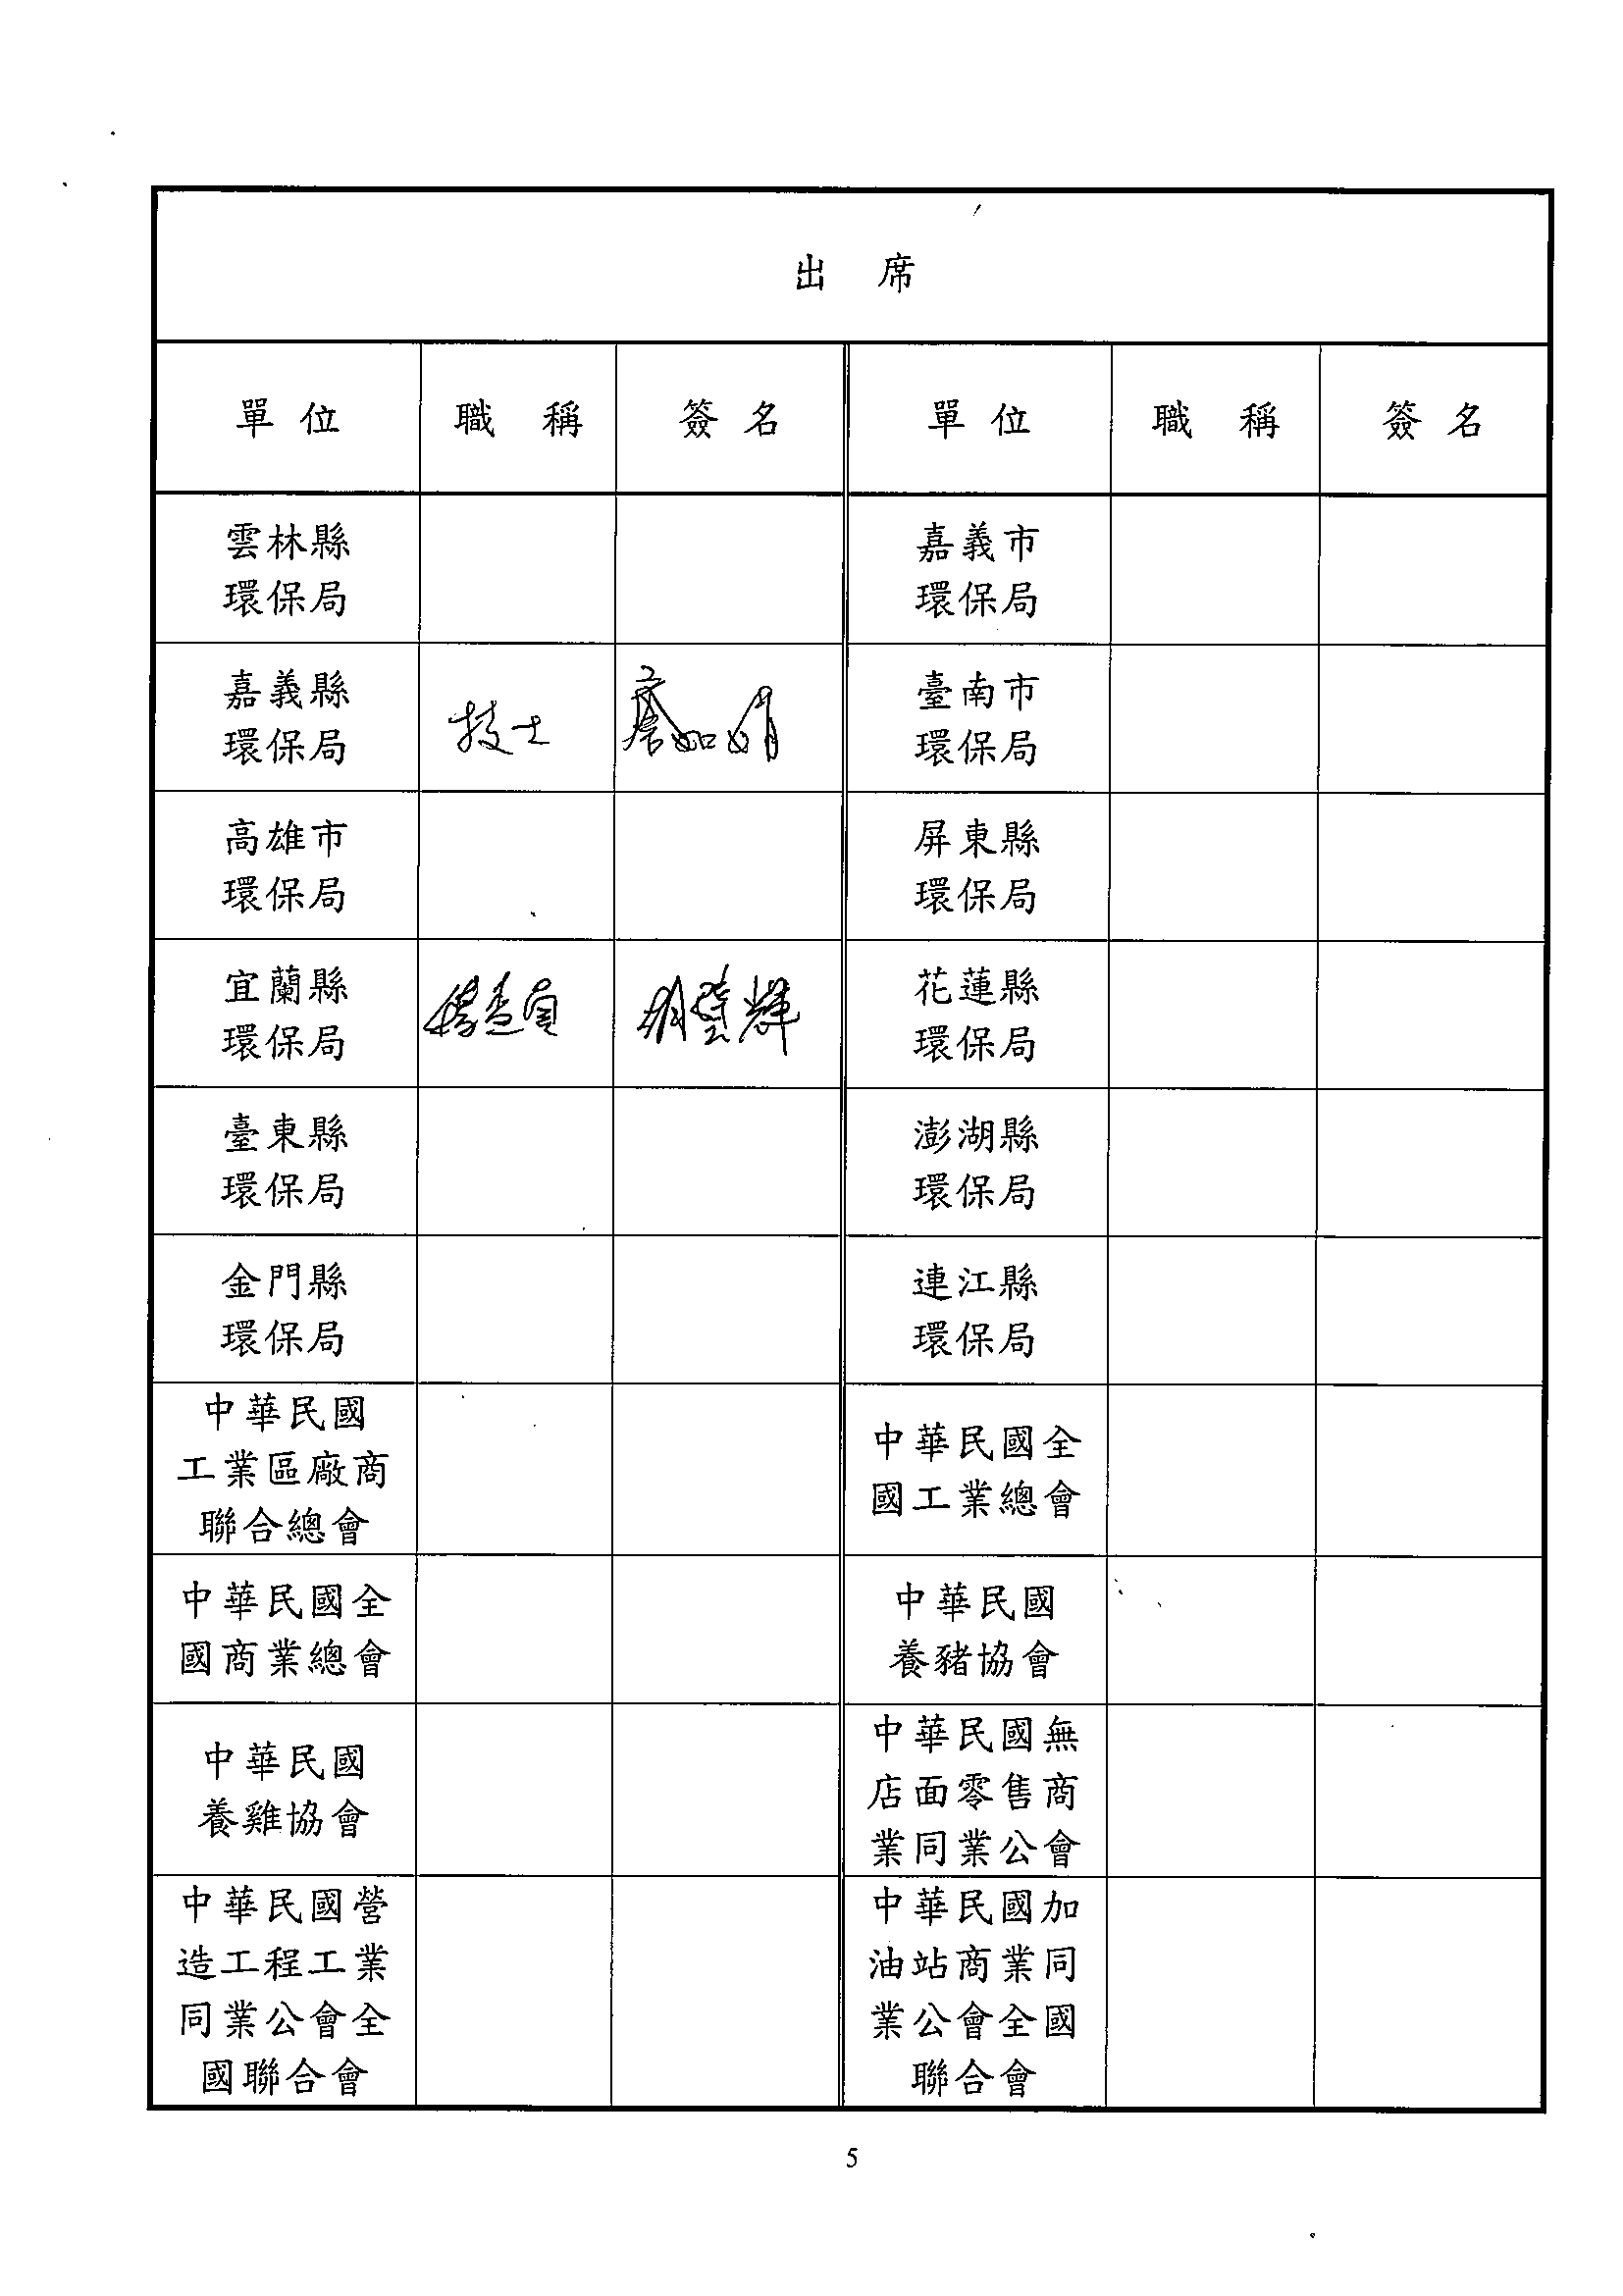 出 席
單位 職 稱 簽名 單位 職 稱 簽名
雲林縣
環保局
嘉義市
環保局
嘉義縣
環保局
技士
如娟
臺南市
環保局
高雄市
環保局
屏東縣
環保局
宜蘭縣
環保局
稽查員
花蓮縣
環保局
臺東縣
環保局
澎湖縣
環保局
金門縣
環保局
連江縣
環保局
中華民國
工業區廠商
聯合總會
中華民國全
國工業總會
中華民國全
國商業總會
中華民國
養豬協會
中華民國
養雞協會
中華民國無
店面零售商
業同業公會
中華民國營
造工程工業
同業公會全
國聯合會
中華民國加
油站商業同
業公會全國
聯合會
5